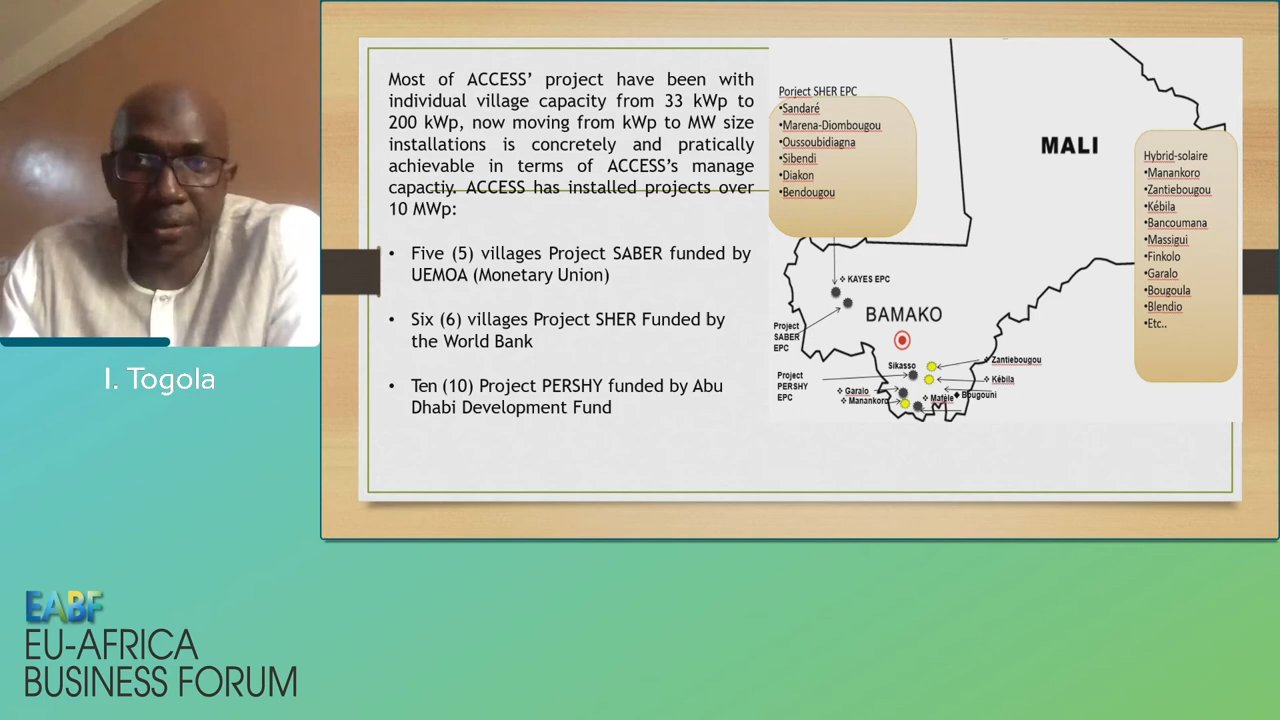 Most of ACCESS’ project have been with
individual village capacity from 33 kWp to
200 kWp, now moving from kWp to MW size
installations is concretely and pratically
achievable in terms of ACCESS’s manage
capactiy. ACCESS has installed projects over
10 MWp:
• Five (5) villages Project SABER funded by
UEMOA (Monetary Union)
• Six (6) villages Project SHER Funded by
the World Bank
• Ten (10) Project PERSHY funded by Abu
Dhabi Development Fund
Porject SHER EPC
•Sandaré
•Marena-Diombougou
•Oussoubidiagna
•Sibendi
•Diakon
•Bendougou
MALI
Hybrid-solaire
•Manankoro
•Zantiebougou
•Kébila
•Bancoumana
•Massigui
•Finkolo
•Garalo
•Bougoula
•Blendio
•Etc..
❖ KAYES EPC
BAMAKO
Project
SABER
EPC
Project
PERSHY
EPC
Sikasso
❖ Zantiebougou
❖ Kébila
❖ Garalo
❖ Manankoro
❖ Mafèle
◆ Bougouni
I. Togola
EABF
EU-AFRICA
BUSINESS FORUM